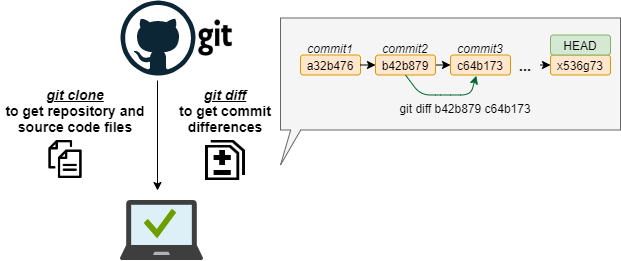 git
git clone
to get repository and
source code files
git diff
to get commit
differences
HEAD
commit1 commit2 commit3
a32b476 b42b879 c64b173 ... x536g73
git diff b42b879 c64b173